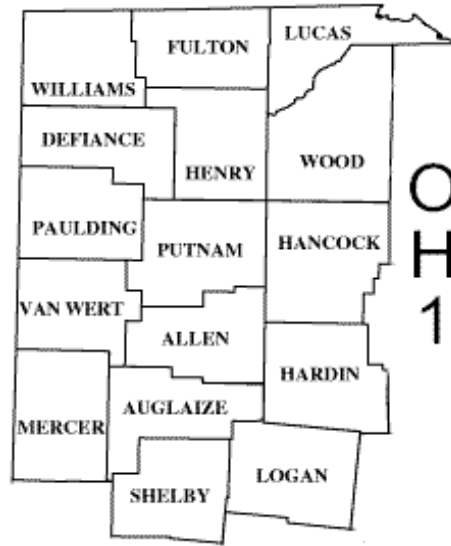 LUCAS
FULTON
WILLIAMS
DEFIANCE
HENRY
WOOD
PAULDING
PUTNAM
HANCOCK
VAN WERT
ALLEN
HARDIN
AUGLAIZE
MERCER
LOGAN
SHELBY
O
H
1